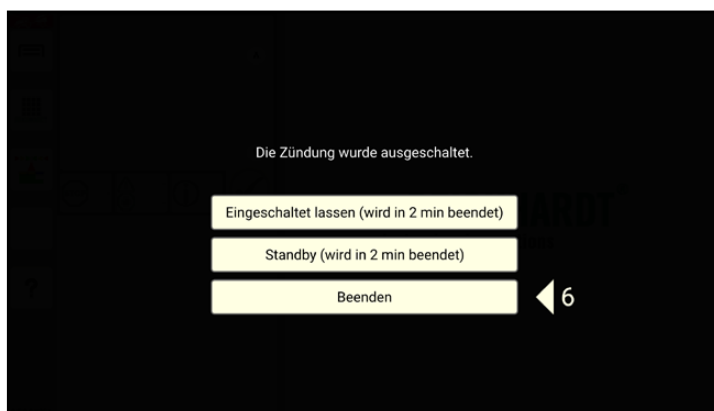 Die Zündung wurde ausgeschaltet.
Eingeschaltet lassen (wird in 2 min beendet)
Standby (wird in 2 min beendet)
Beenden
6
?